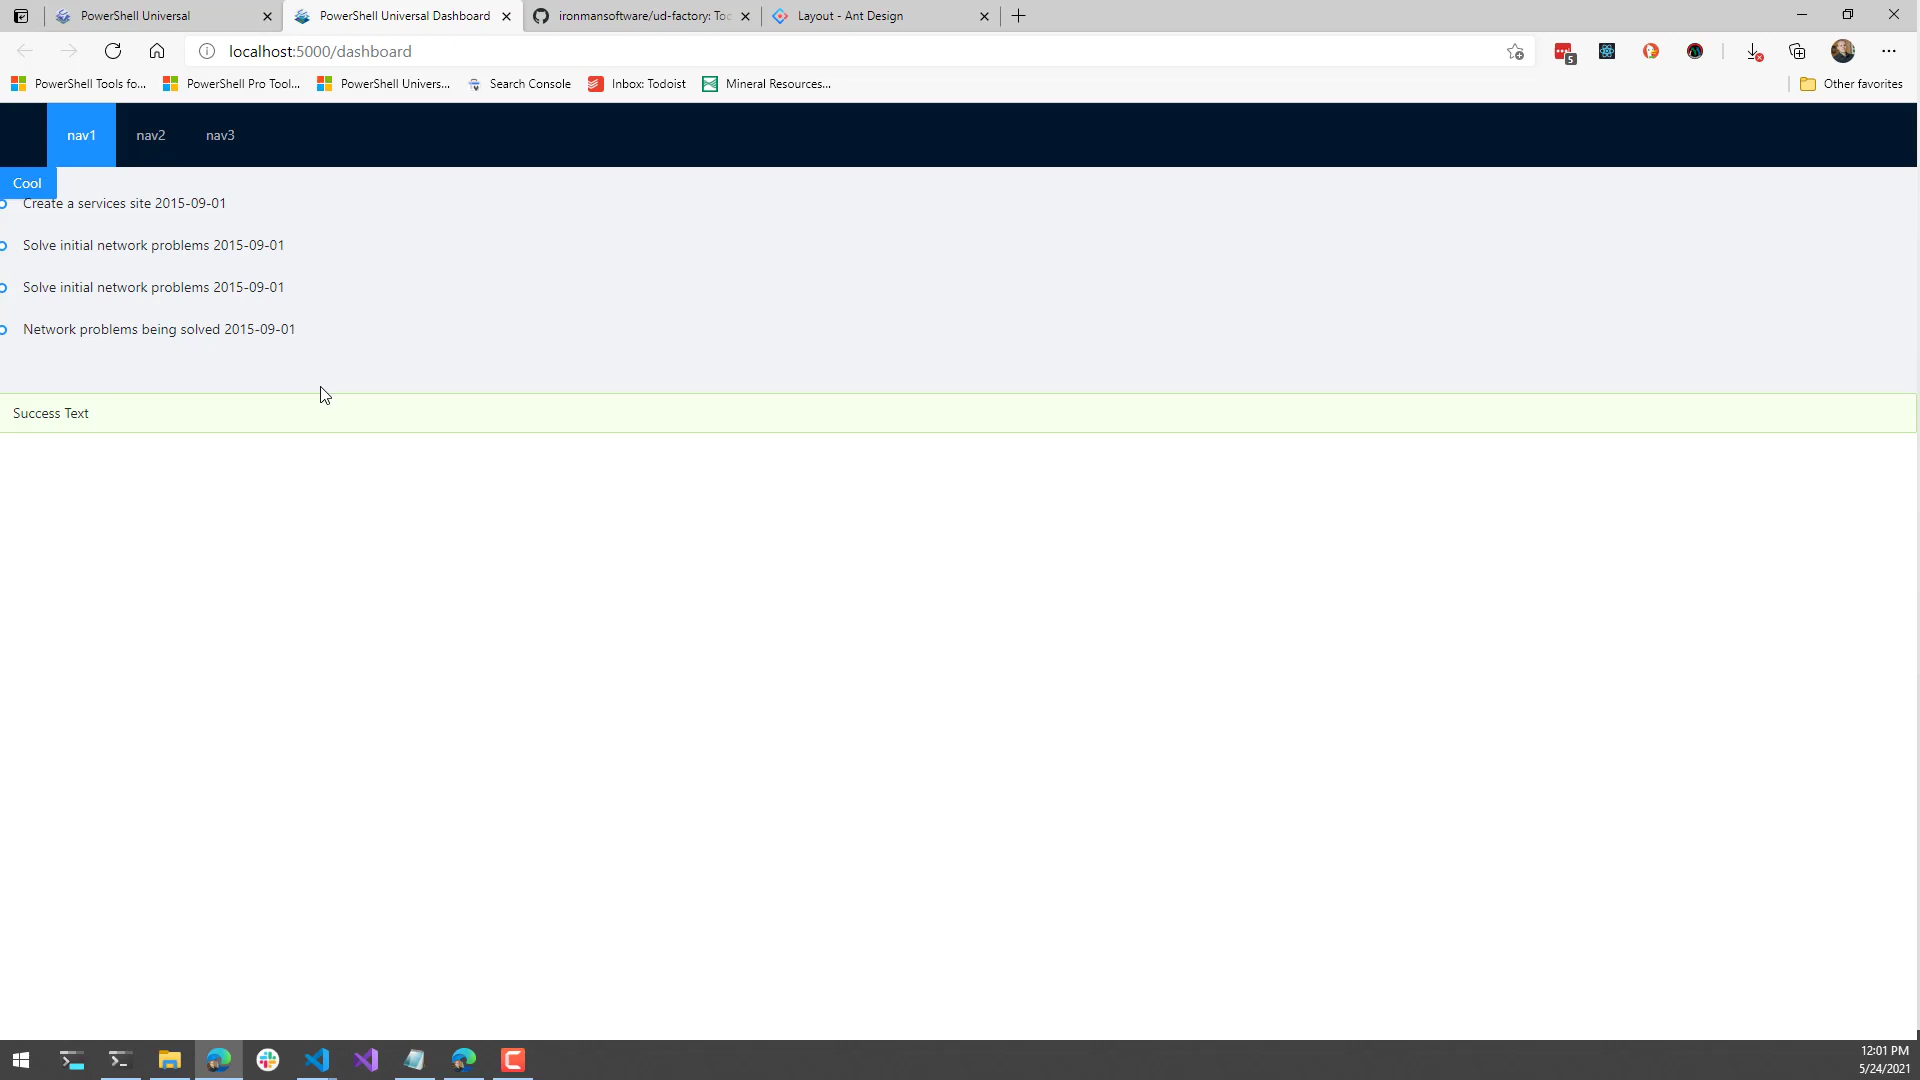 PowerShell Universal
PowerShell Universal Dashboard
ironmansoftware/ud-factory: Too
Layout - Ant Design
localhost:5000/dashboard
5
PowerShell Tools fo...
PowerShell Pro Tool...
PowerShell Univers...
Search Console
Inbox: Todoist
Mineral Resources...
Other favorites
nav1
nav2
nav3
Cool
Create a services site 2015-09-01
Solve initial network problems 2015-09-01
Solve initial network problems 2015-09-01
Network problems being solved 2015-09-01
Success Text
12:01 PM
5/24/2021